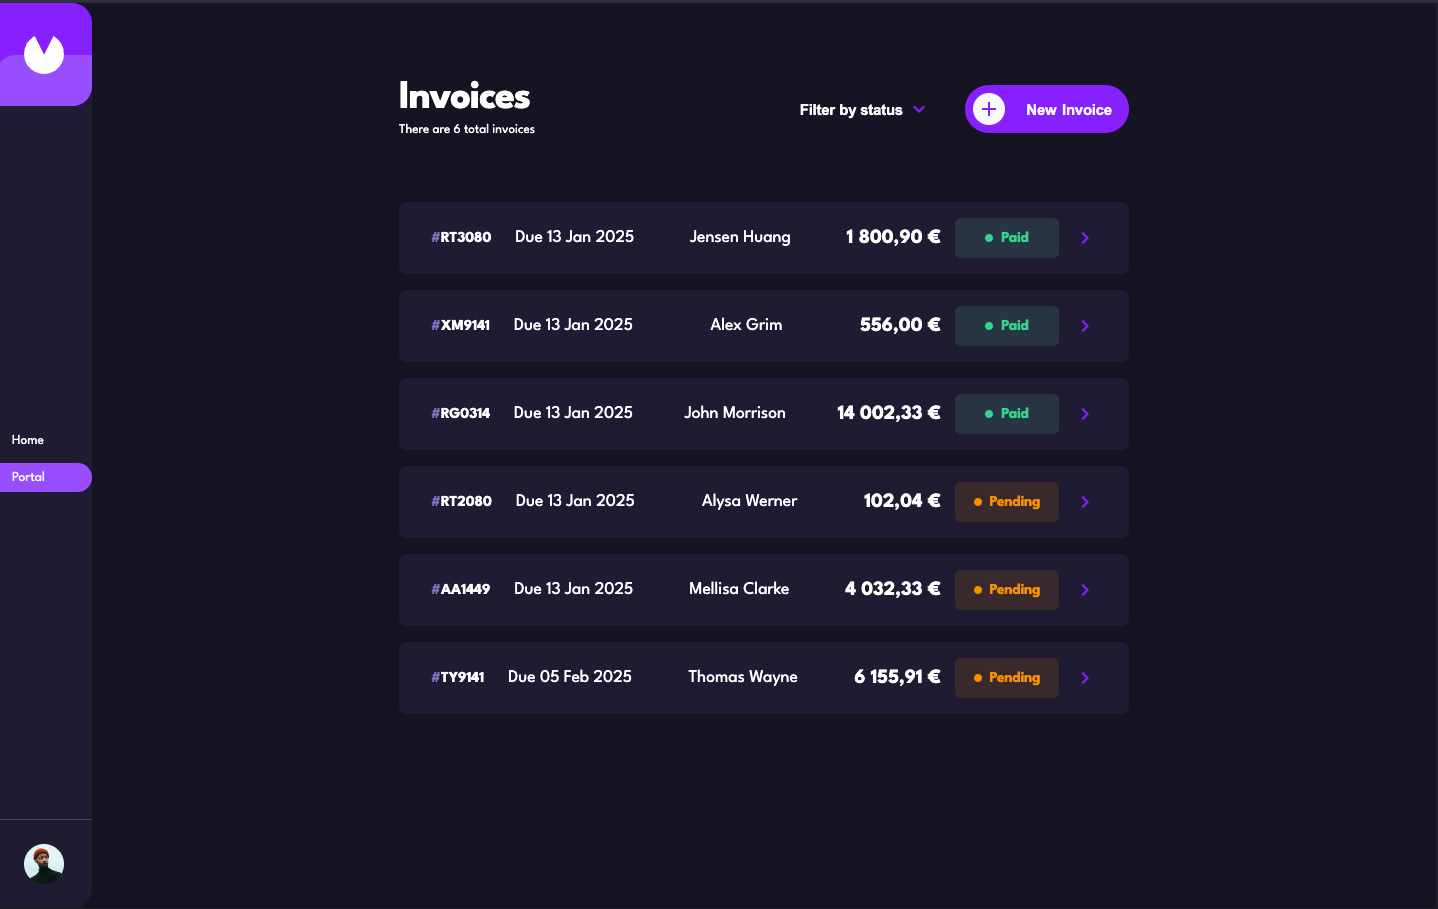 Invoices
There are 6 total invoices
Filter by status
New Invoice
#RT3080 Due 13 Jan 2025 Jensen Huang 1 800,90 € Paid
#XM9141 Due 13 Jan 2025 Alex Grim 556,00 € Paid
#RG0314 Due 13 Jan 2025 John Morrison 14 002,33 € Paid
#RT2080 Due 13 Jan 2025 Alysa Werner 102,04 € Pending
#AA1449 Due 13 Jan 2025 Mellisa Clarke 4 032,33 € Pending
#TY9141 Due 05 Feb 2025 Thomas Wayne 6 155,91 € Pending
Home
Portal